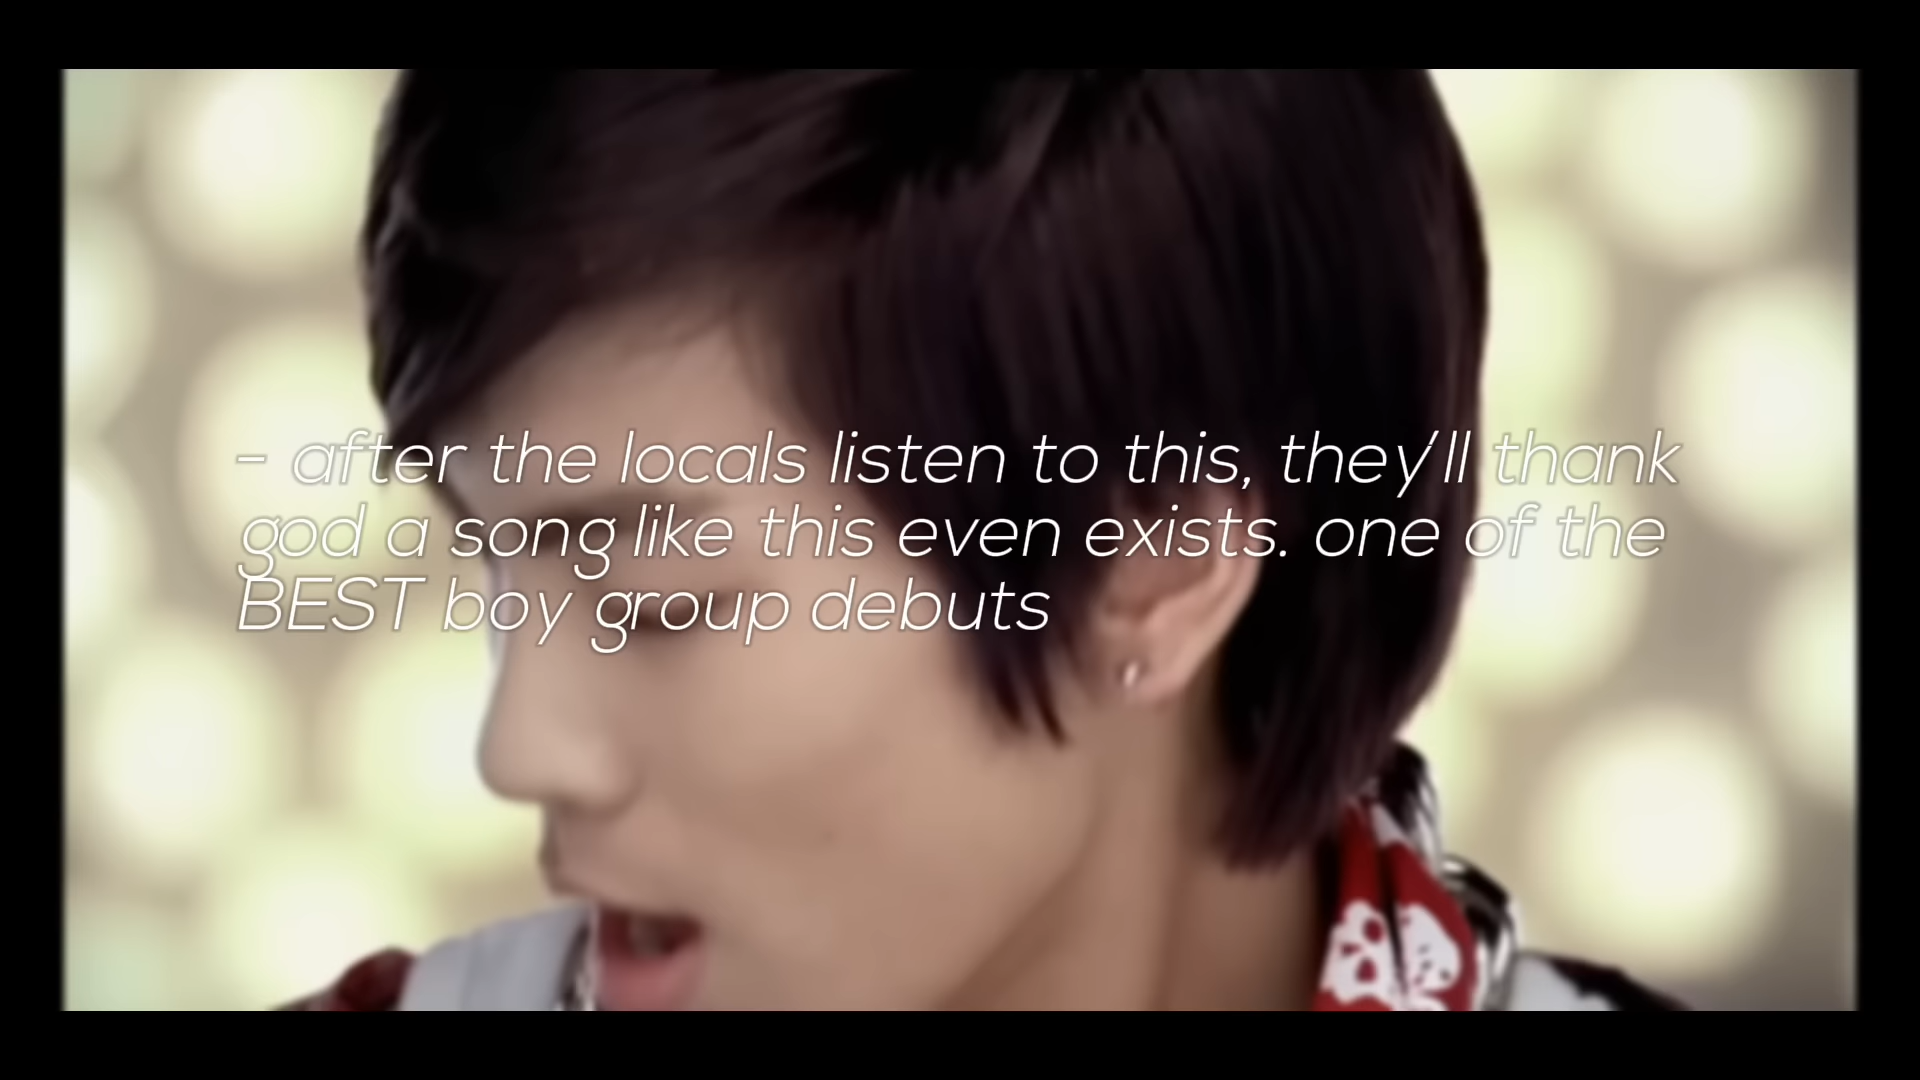 - after the locals listen to this, they'll thank
god a song like this even exists. one of the
BEST boy group debuts